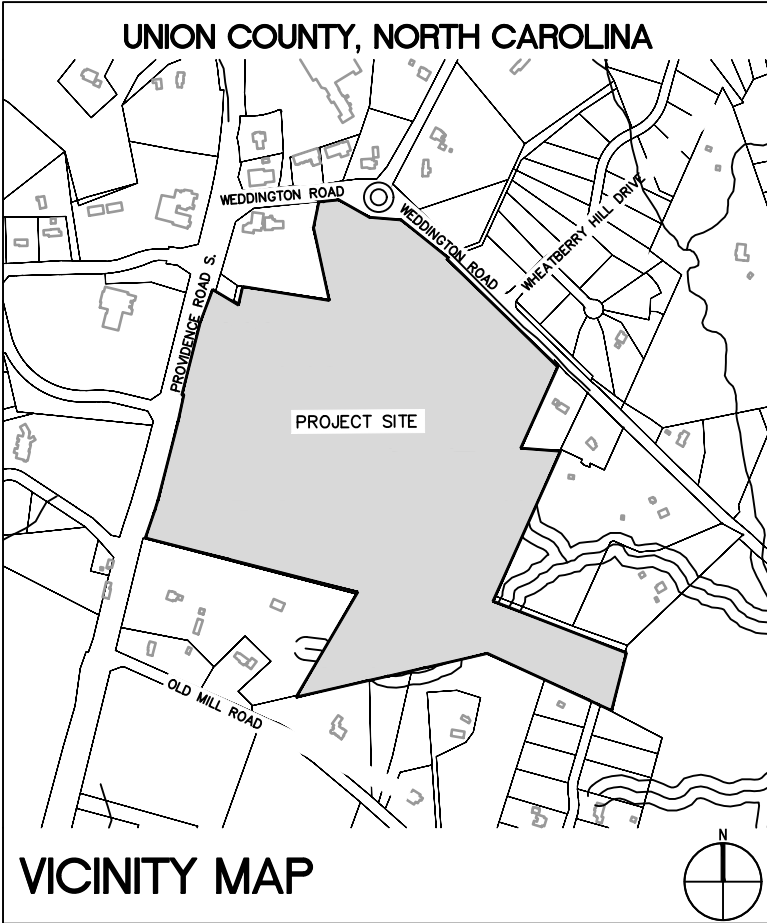 UNION COUNTY, NORTH CAROLINA
WEDDINGTON ROAD
WEDDINGTON ROAD
WHEATBERRY HILL DRIVE
PROVIDENCE ROAD S.
PROJECT SITE
OLD MILL ROAD
VICINITY MAP
N